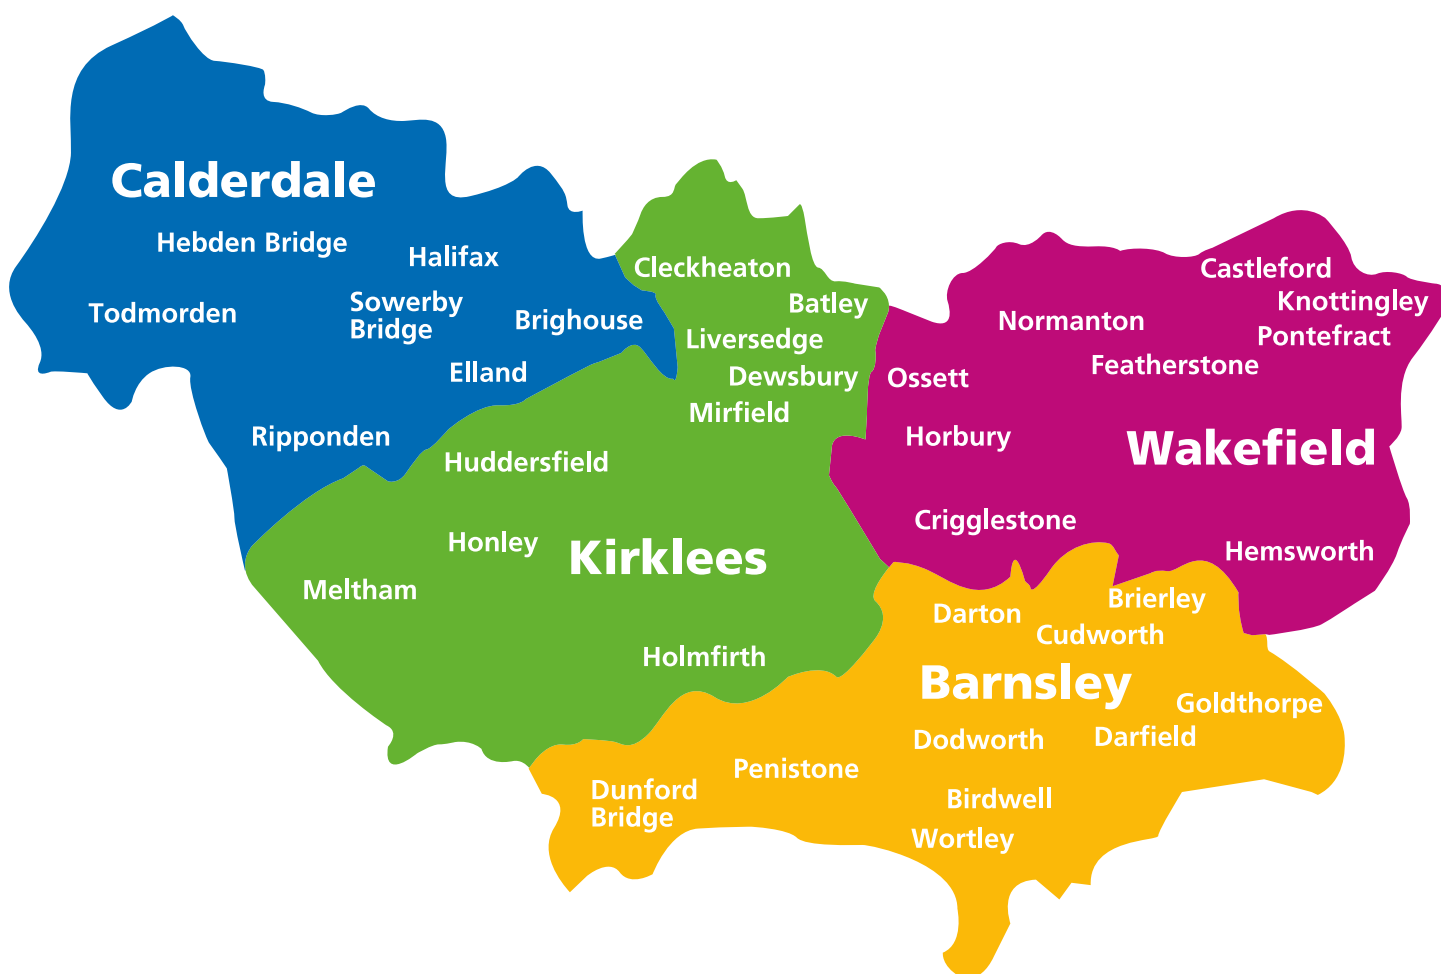 Calderdale
Hebden Bridge
Halifax
Todmorden
Sowerby
Bridge
Brighouse
Elland
Ripponden
Cleckheaton
Batley
Liversedge
Dewsbury
Mirfield
Huddersfield
Honley
Kirklees
Meltham
Holmfirth
Castleford
Knottingley
Normanton
Pontefract
Featherstone
Ossett
Horbury
Wakefield
Crigglestone
Hemsworth
Brierley
Darton
Cudworth
Barnsley
Goldthorpe
Dodworth
Darfield
Penistone
Dunford
Bridge
Birdwell
Wortley